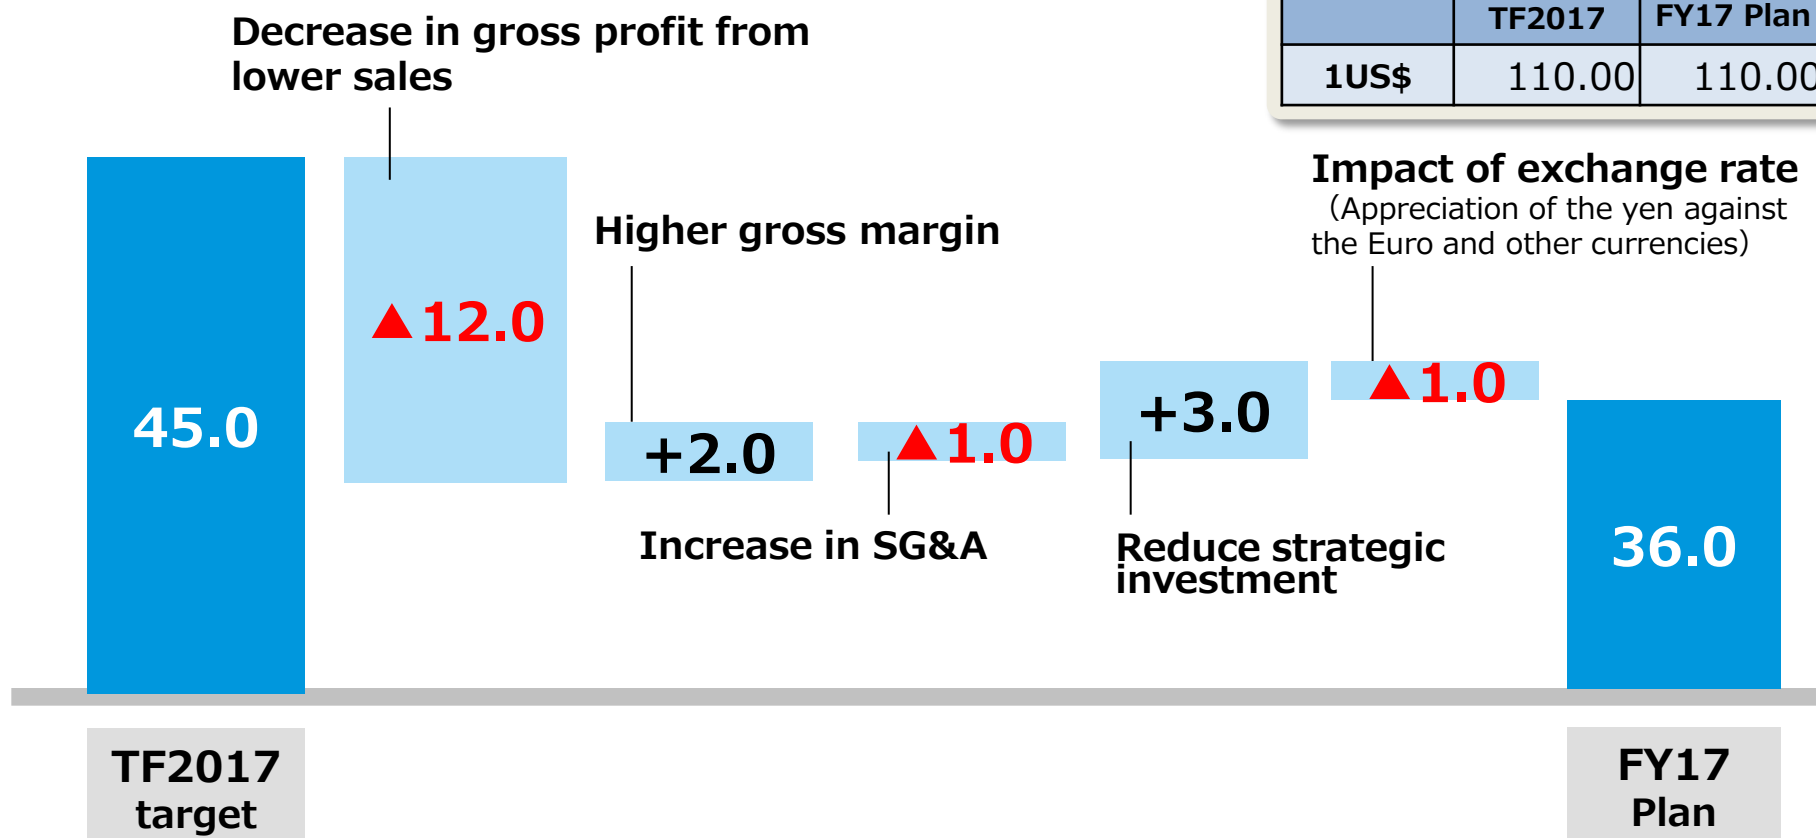 Decrease in gross profit from
lower sales
TF2017 FY17 Plan
1US$ 110.00 110.00
Impact of exchange rate
（Appreciation of the yen against
the Euro and other currencies）
Higher gross margin
▲12.0
▲1.0
+3.0
45.0
+2.0
▲1.0
Increase in SG&A
Reduce strategic
investment
36.0
TF2017
target
FY17
Plan